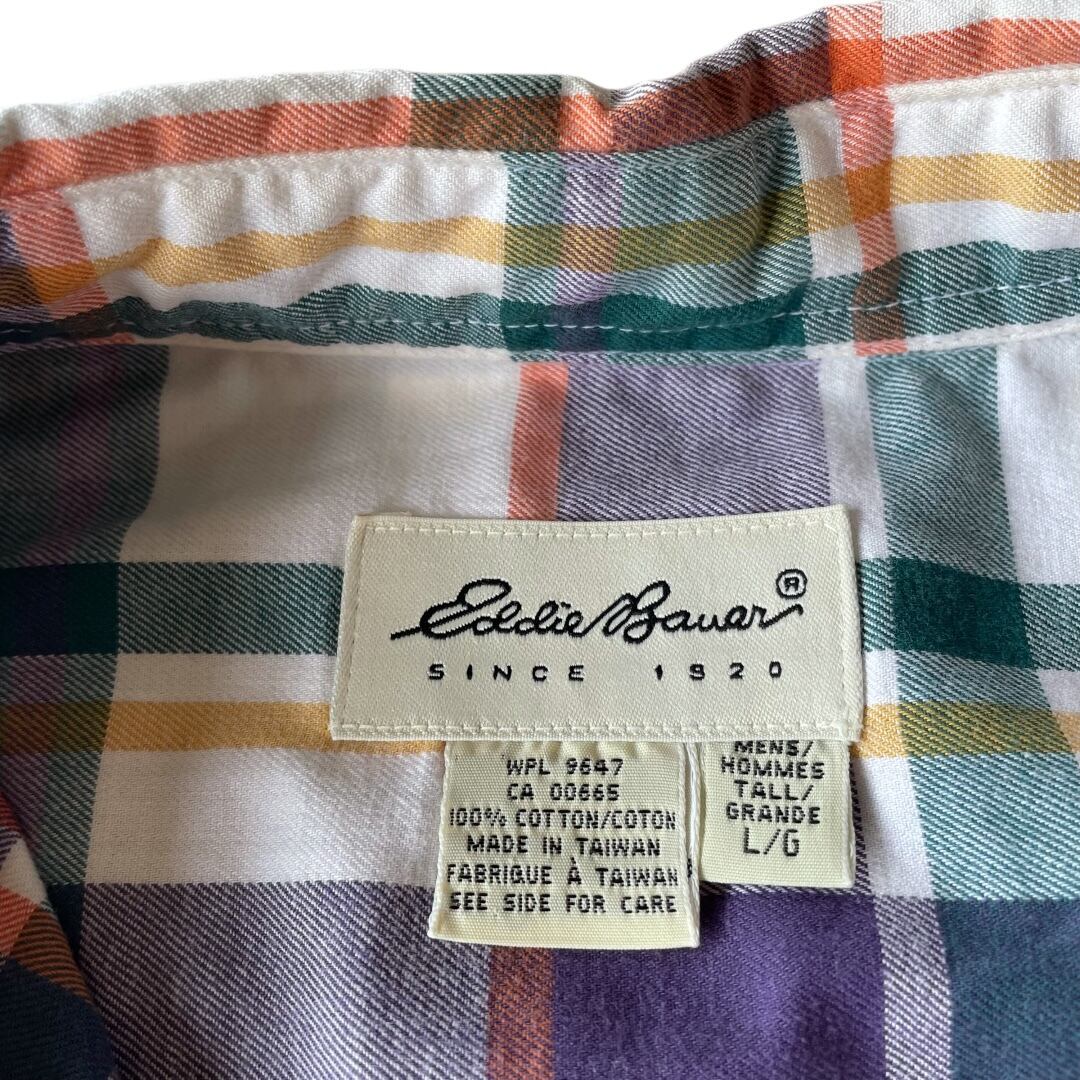 Eddie Bauer ®
SINCE 1920
WPL 9647
CA 00665
100% COTTON/COTON
MADE IN TAIWAN
FABRIQUE À TAIWAN
SEE SIDE FOR CARE
MENS/
HOMMES
TALL/
GRANDE
L/G